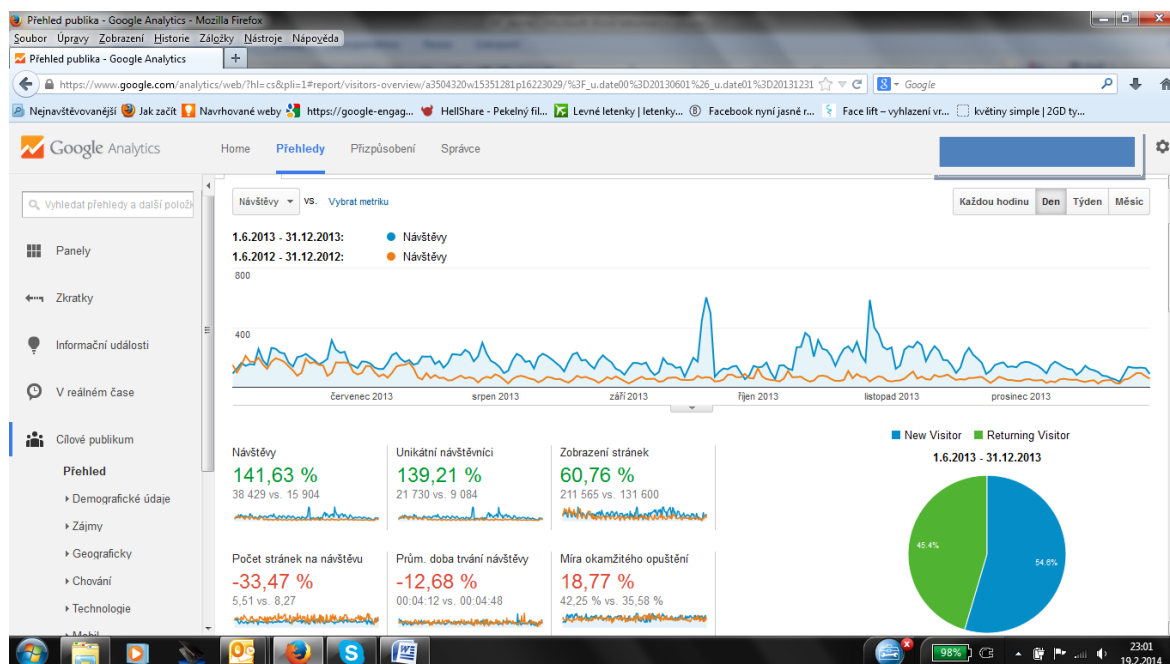 Přehled publika - Google Analytics - Mozilla Firefox
Soubor Úpravy Zobrazení Historie Záložky Nástroje Nápověda
Přehled publika - Google Analytics
https://www.google.com/analytics/web/?hl=cs&pli=1#report/visitors-overview/a3504320w15351281p16223029/%3F_u.date00%3D20130601%26_u.date01%3D20131231
Google
Nejnavštěvovanější Jak začít Navrhované weby https://google-engag... HellShare - Pekelný fil... Levné letenky | letenky... Facebook nyní jasně r... Face lift – vyhlazení vr... květiny simple | 2GD ty...
Google Analytics Home Přehledy Přizpůsobení Správce
Vyhledat přehledy a další polož
Panely
Zkratky
Informační události
V reálném čase
Cílové publikum
Přehled
Demografické údaje
Zájmy
Geograficky
Chování
Technologie
Mobil
Návštěvy vs. Vybrat metriku
Každou hodinu Den Týden Měsíc
1.6.2013 - 31.12.2013: Návštěvy
1.6.2012 - 31.12.2012: Návštěvy
800
400
červenec 2013 srpen 2013 září 2013 říjen 2013 listopad 2013 prosinec 2013
Návštěvy
141,63 %
38 429 vs. 15 904
Unikátní návštěvníci
139,21 %
21 730 vs. 9 084
Zobrazení stránek
60,76 %
211 565 vs. 131 600
Počet stránek na návštěvu
-33,47 %
5,51 vs. 8,27
Prům. doba trvání návštěvy
-12,68 %
00:04:12 vs. 00:04:48
Míra okamžitého opuštění
18,77 %
42,25 % vs. 35,58 %
New Visitor Returning Visitor
1.6.2013 - 31.12.2013
45.4%
54.6%
98%
23:01
19.2.2014